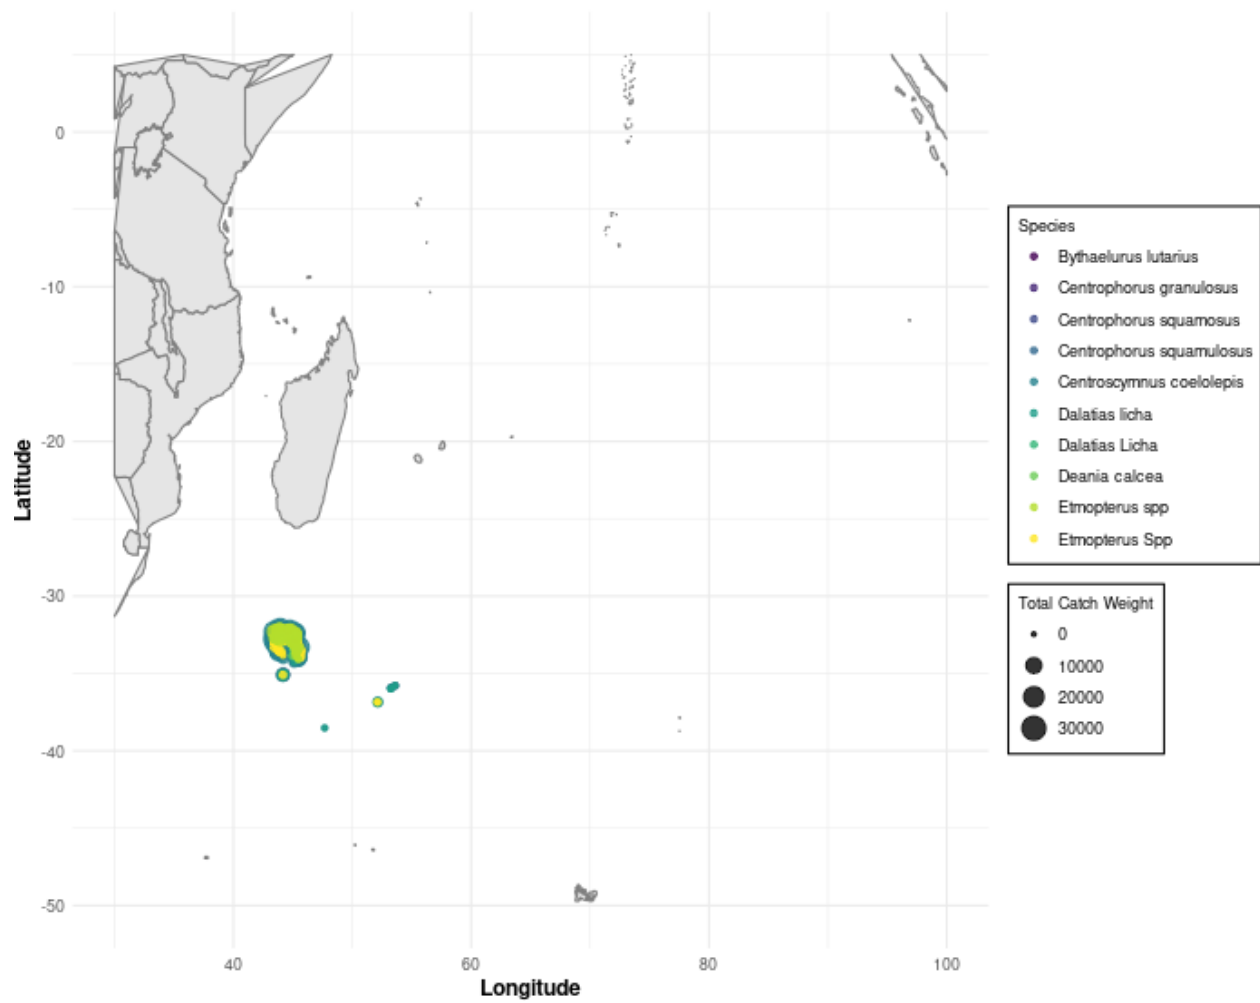 0
-10
-20
-30
-40
-50
Latitude
40
60
80
100
Longitude
Species
Bythaelurus lutarius
Centrophorus granulosus
Centrophorus squamosus
Centrophorus squamulosus
Centroscymnus coelolepis
Dalatias licha
Dalatias Licha
Deania calcea
Etmopterus spp
Etmopterus Spp
Total Catch Weight
0
10000
20000
30000